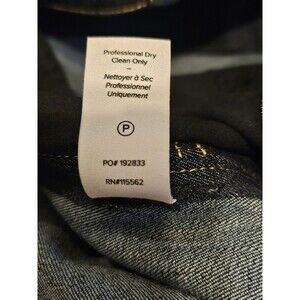 Professional Dry
Clean Only
–
Nettoyer à Sec
Professionnel
Uniquement
P
PO# 192833
RN#115562